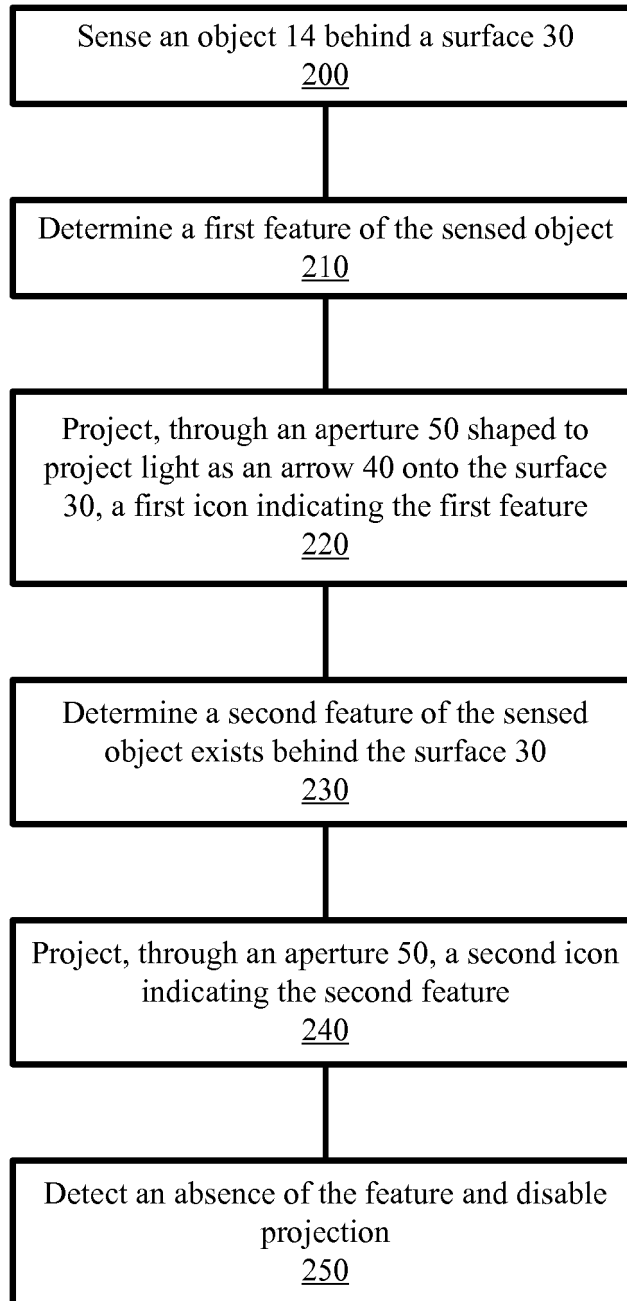 Sense an object 14 behind a surface 30
200
Determine a first feature of the sensed object
210
Project, through an aperture 50 shaped to
project light as an arrow 40 onto the surface
30, a first icon indicating the first feature
220
Determine a second feature of the sensed
object exists behind the surface 30
230
Project, through an aperture 50, a second icon
indicating the second feature
240
Detect an absence of the feature and disable
projection
250